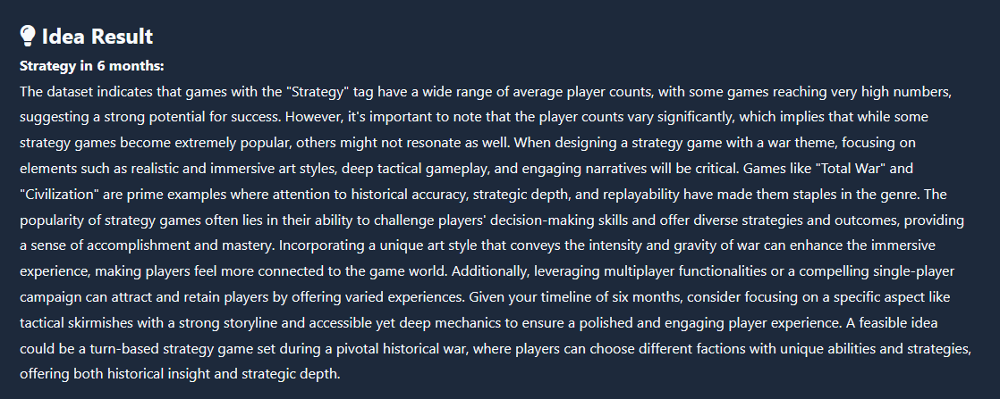 Idea Result
Strategy in 6 months:
The dataset indicates that games with the "Strategy" tag have a wide range of average player counts, with some games reaching very high numbers,
suggesting a strong potential for success. However, it's important to note that the player counts vary significantly, which implies that while some
strategy games become extremely popular, others might not resonate as well. When designing a strategy game with a war theme, focusing on
elements such as realistic and immersive art styles, deep tactical gameplay, and engaging narratives will be critical. Games like "Total War" and
"Civilization" are prime examples where attention to historical accuracy, strategic depth, and replayability have made them staples in the genre. The
popularity of strategy games often lies in their ability to challenge players' decision-making skills and offer diverse strategies and outcomes, providing
a sense of accomplishment and mastery. Incorporating a unique art style that conveys the intensity and gravity of war can enhance the immersive
experience, making players feel more connected to the game world. Additionally, leveraging multiplayer functionalities or a compelling single-player
campaign can attract and retain players by offering varied experiences. Given your timeline of six months, consider focusing on a specific aspect like
tactical skirmishes with a strong storyline and accessible yet deep mechanics to ensure a polished and engaging player experience. A feasible idea
could be a turn-based strategy game set during a pivotal historical war, where players can choose different factions with unique abilities and strategies,
offering both historical insight and strategic depth.